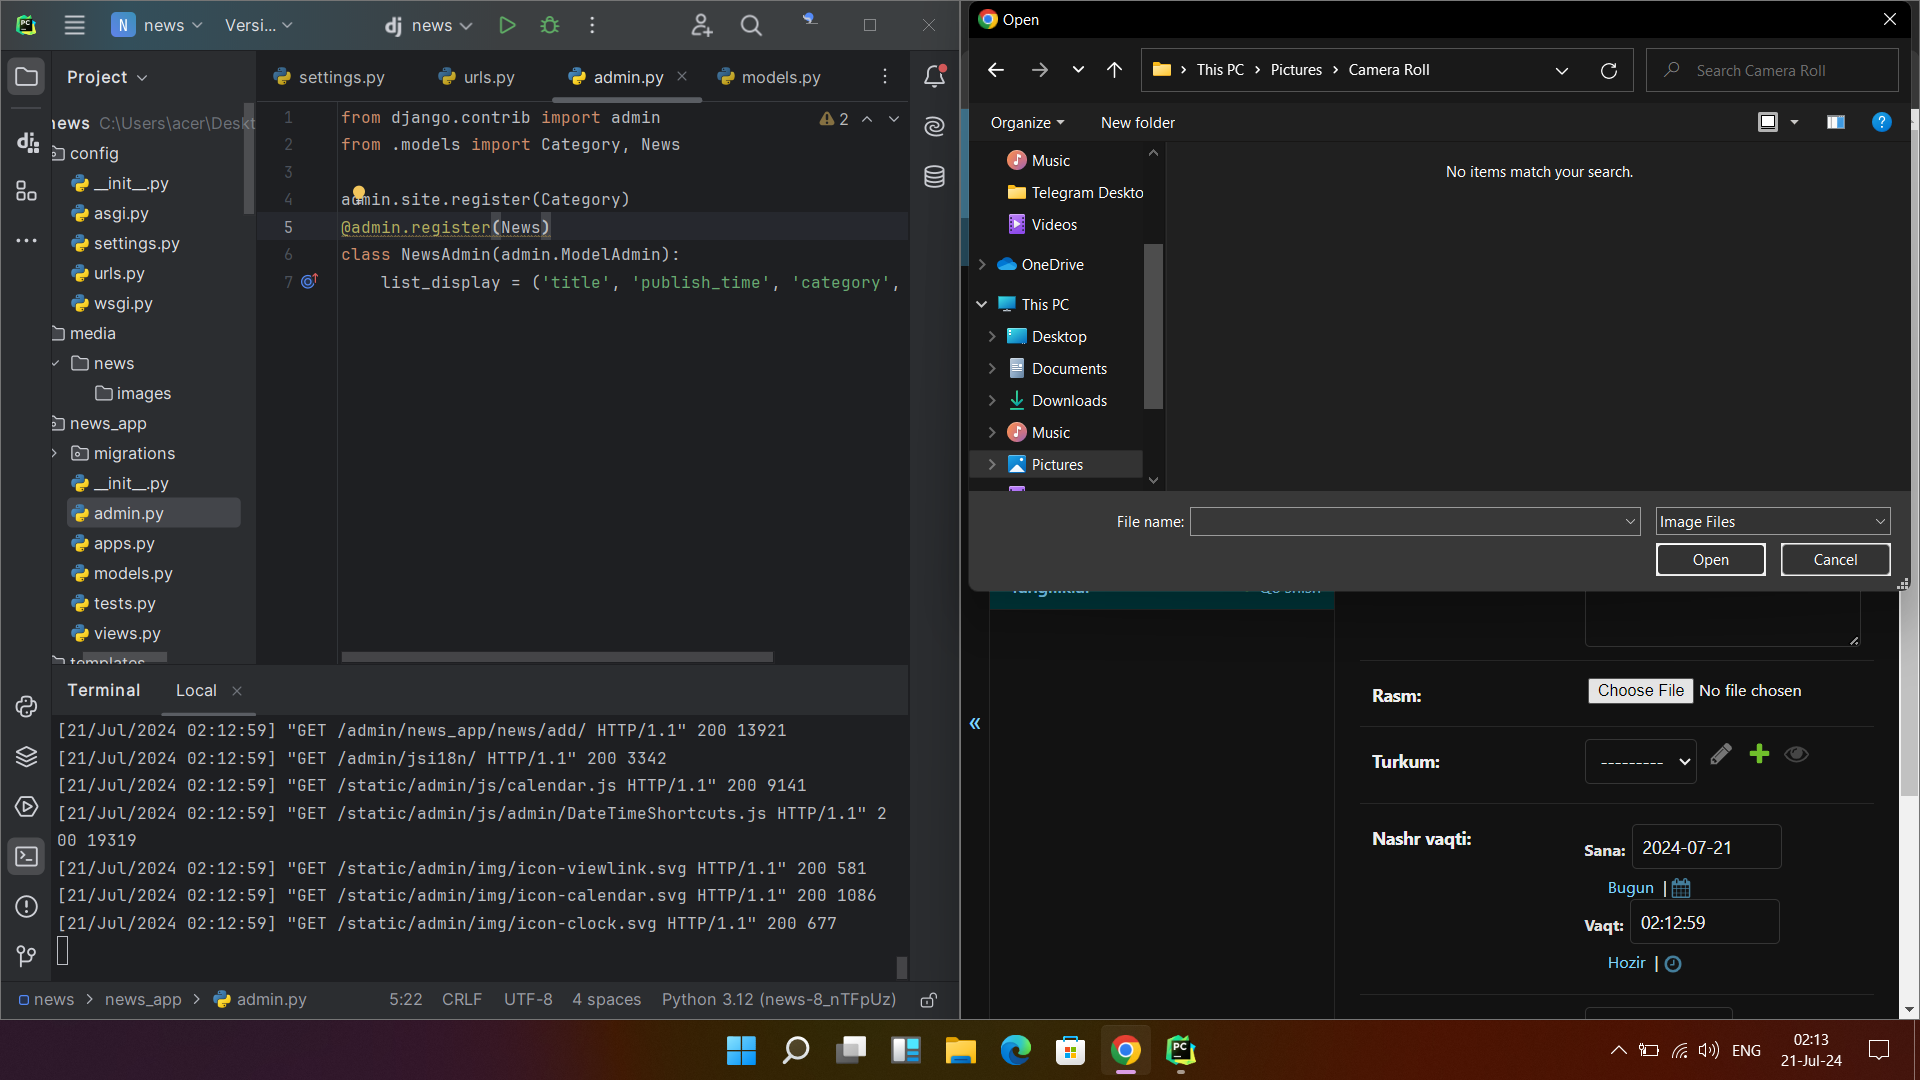 news
Versi...
dj news
Project
settings.py
urls.py
admin.py
models.py
news C:\Users\acer\Deskt
config
__init__.py
asgi.py
settings.py
urls.py
wsgi.py
media
news
images
news_app
migrations
__init__.py
admin.py
apps.py
models.py
tests.py
views.py
templates
1 from django.contrib import admin
2
2 from .models import Category, News
3
4 admin.site.register(Category)
5 @admin.register(News)
6 class NewsAdmin(admin.ModelAdmin):
7 list_display = ('title', 'publish_time', 'category',
Terminal
Local
[21/Jul/2024 02:12:59] "GET /admin/news_app/news/add/ HTTP/1.1" 200 13921
[21/Jul/2024 02:12:59] "GET /admin/jsi18n/ HTTP/1.1" 200 3342
[21/Jul/2024 02:12:59] "GET /static/admin/js/calendar.js HTTP/1.1" 200 9141
[21/Jul/2024 02:12:59] "GET /static/admin/js/admin/DateTimeShortcuts.js HTTP/1.1" 2
00 19319
[21/Jul/2024 02:12:59] "GET /static/admin/img/icon-viewlink.svg HTTP/1.1" 200 581
[21/Jul/2024 02:12:59] "GET /static/admin/img/icon-calendar.svg HTTP/1.1" 200 1086
[21/Jul/2024 02:12:59] "GET /static/admin/img/icon-clock.svg HTTP/1.1" 200 677
news > news_app > admin.py
5:22 CRLF UTF-8 4 spaces Python 3.12 (news-8_nTFpUz)
Open
This PC > Pictures > Camera Roll
Search Camera Roll
Organize
New folder
Music
Telegram Deskto
Videos
OneDrive
This PC
Desktop
Documents
Downloads
Music
Pictures
No items match your search.
File name:
Image Files
Open
Cancel
Rasm:
Choose File No file chosen
Turkum:
---------
Nashr vaqti:
Sana: 2024-07-21
Bugun |
Vaqt: 02:12:59
Hozir |
ENG
02:13
21-Jul-24